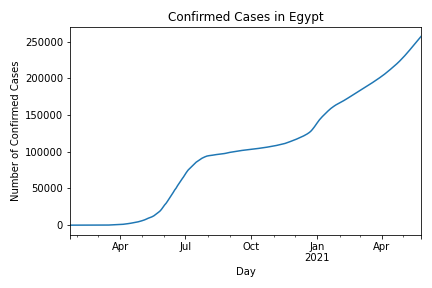 Confirmed Cases in Egypt
Number of Confirmed Cases
250000
200000
150000
100000
50000
0
Apr Jul Oct Jan Apr
2021
Day